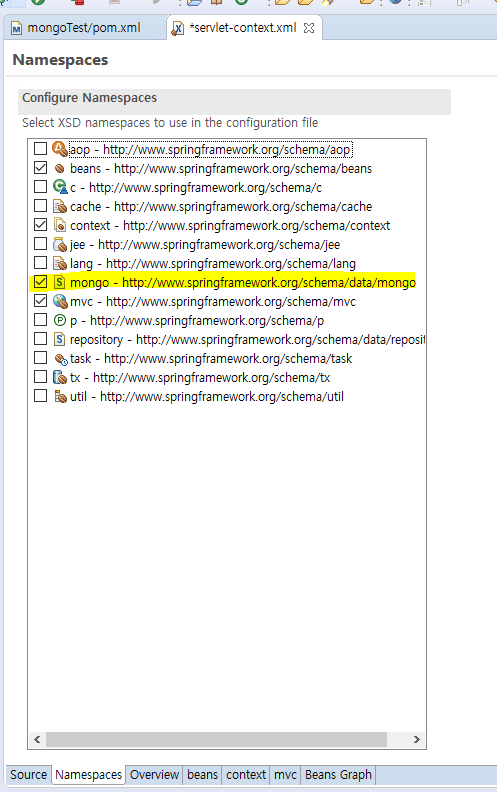 mongoTest/pom.xml
*servlet-context.xml
Namespaces
Configure Namespaces
Select XSD namespaces to use in the configuration file
aop - http://www.springframework.org/schema/aop
beans - http://www.springframework.org/schema/beans
c - http://www.springframework.org/schema/c
cache - http://www.springframework.org/schema/cache
context - http://www.springframework.org/schema/context
jee - http://www.springframework.org/schema/jee
lang - http://www.springframework.org/schema/lang
mongo - http://www.springframework.org/schema/data/mongo
mvc - http://www.springframework.org/schema/mvc
p - http://www.springframework.org/schema/p
repository - http://www.springframework.org/schema/data/reposit
task - http://www.springframework.org/schema/task
tx - http://www.springframework.org/schema/tx
util - http://www.springframework.org/schema/util
Source Namespaces Overview beans context mvc Beans Graph